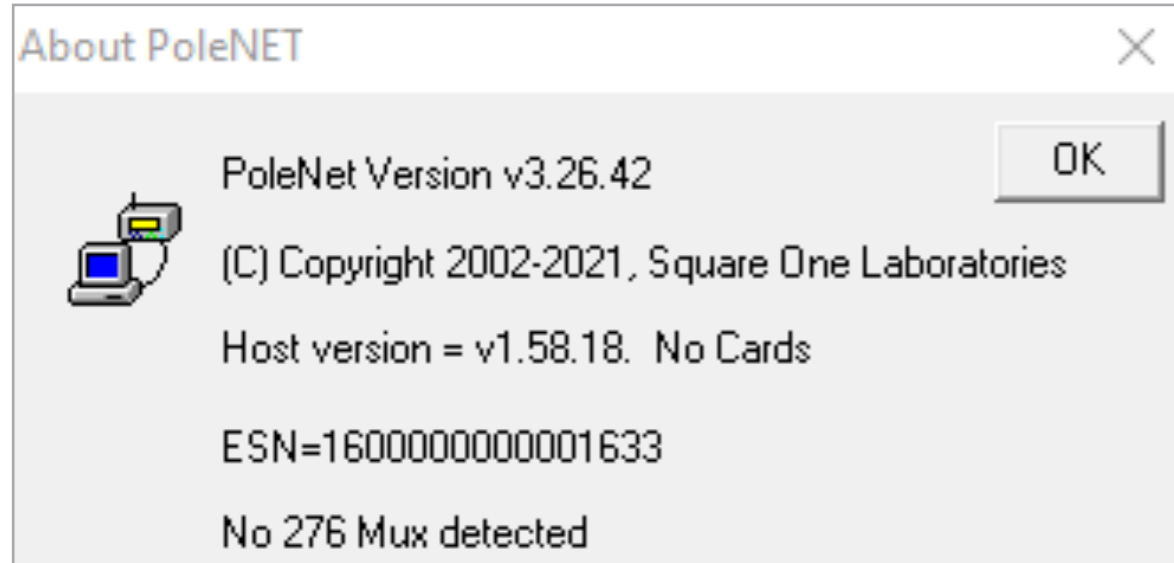 About PoleNET
OK
PoleNet Version v3.26.42
(C) Copyright 2002-2021, Square One Laboratories
Host version = v1.58.18.  No Cards
ESN=1600000000001633
No 276 Mux detected